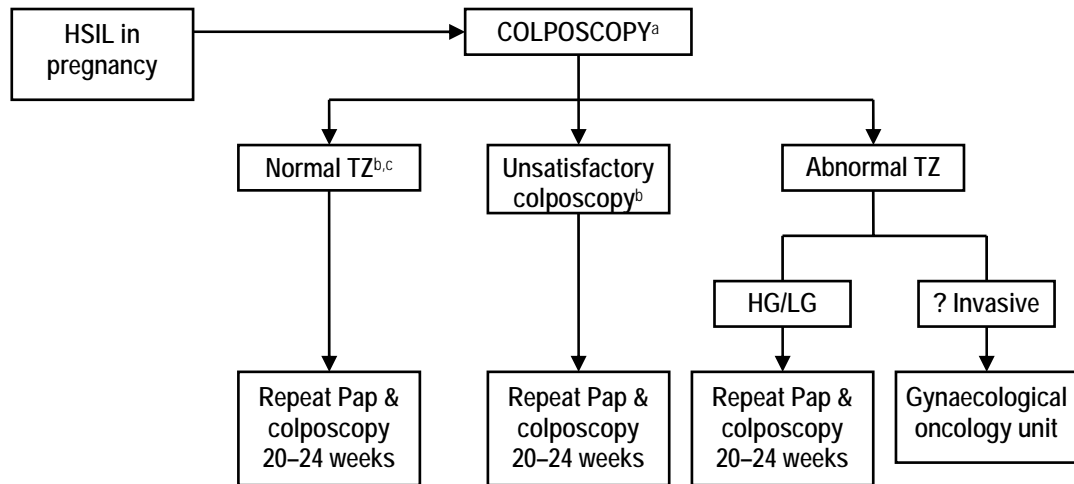 HSIL in
pregnancy
COLPOSCOPYᵃ
Normal TZᵇ,ᶜ
Unsatisfactory
colposcopyᵇ
Abnormal TZ
HG/LG
? Invasive
Repeat Pap &
colposcopy
20–24 weeks
Repeat Pap &
colposcopy
20–24 weeks
Repeat Pap &
colposcopy
20–24 weeks
Gynaecological
oncology unit